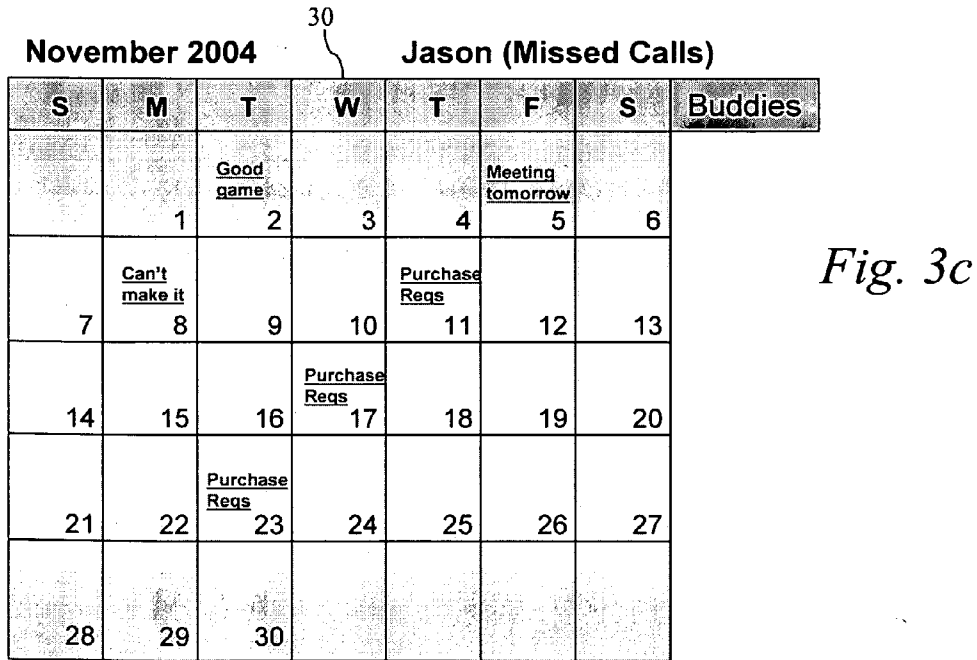 30
November 2004 Jason (Missed Calls)
S M T W T F S Buddies
Good
game
Meeting
tomorrow
1 2 3 4 5 6
Fig. 3c
Can't
make it
Purchase
Reqs
7 8 9 10 11 12 13
Purchase
Reqs
14 15 16 17 18 19 20
Purchase
Reqs
21 22 23 24 25 26 27
28 29 30